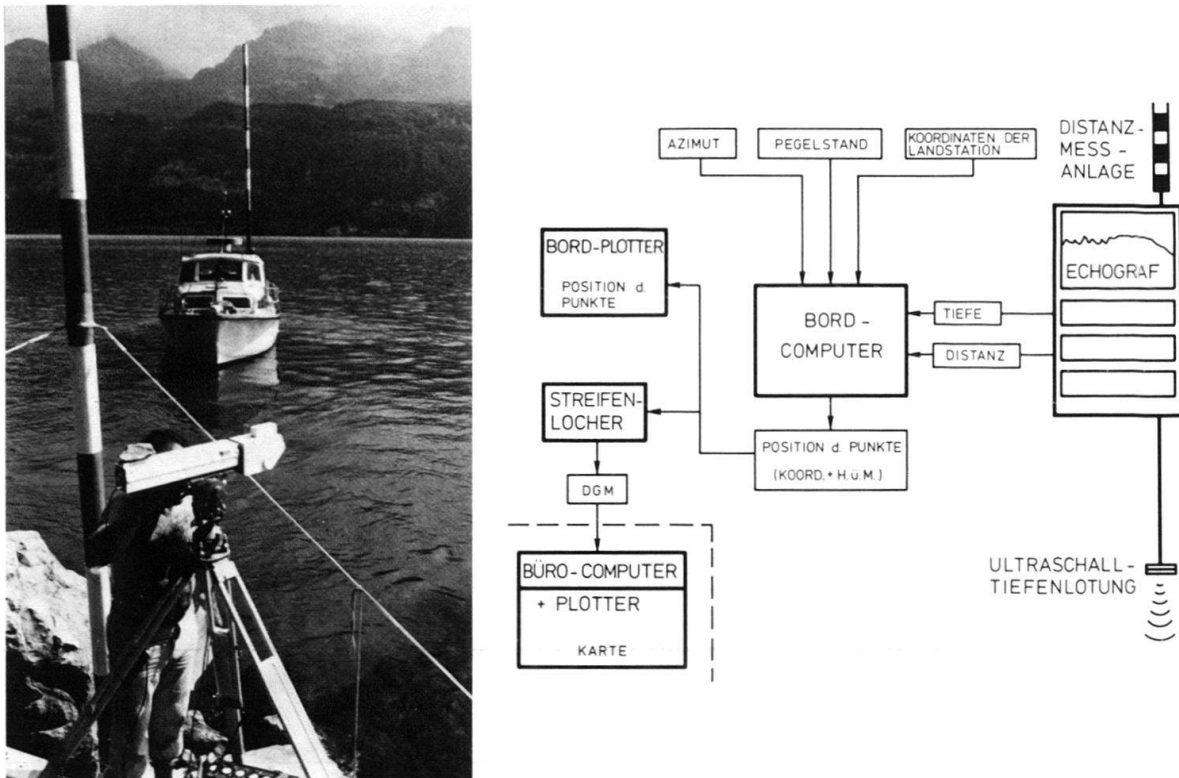 AZIMUT
PEGELSTAND
KOORDINATEN DER
LANDSTATION
DISTANZ-
MESS-
ANLAGE
BORD-PLOTTER
POSITION d.
PUNKTE
BORD-
COMPUTER
TIEFE
DISTANZ
ECHOGRAF
STREIFEN-
LOCHER
POSITION d. PUNKTE
(KOORD. + H.ü.M.)
DGM
BÜRO-COMPUTER
+ PLOTTER
KARTE
ULTRASCHALL-
TIEFENLOTUNG